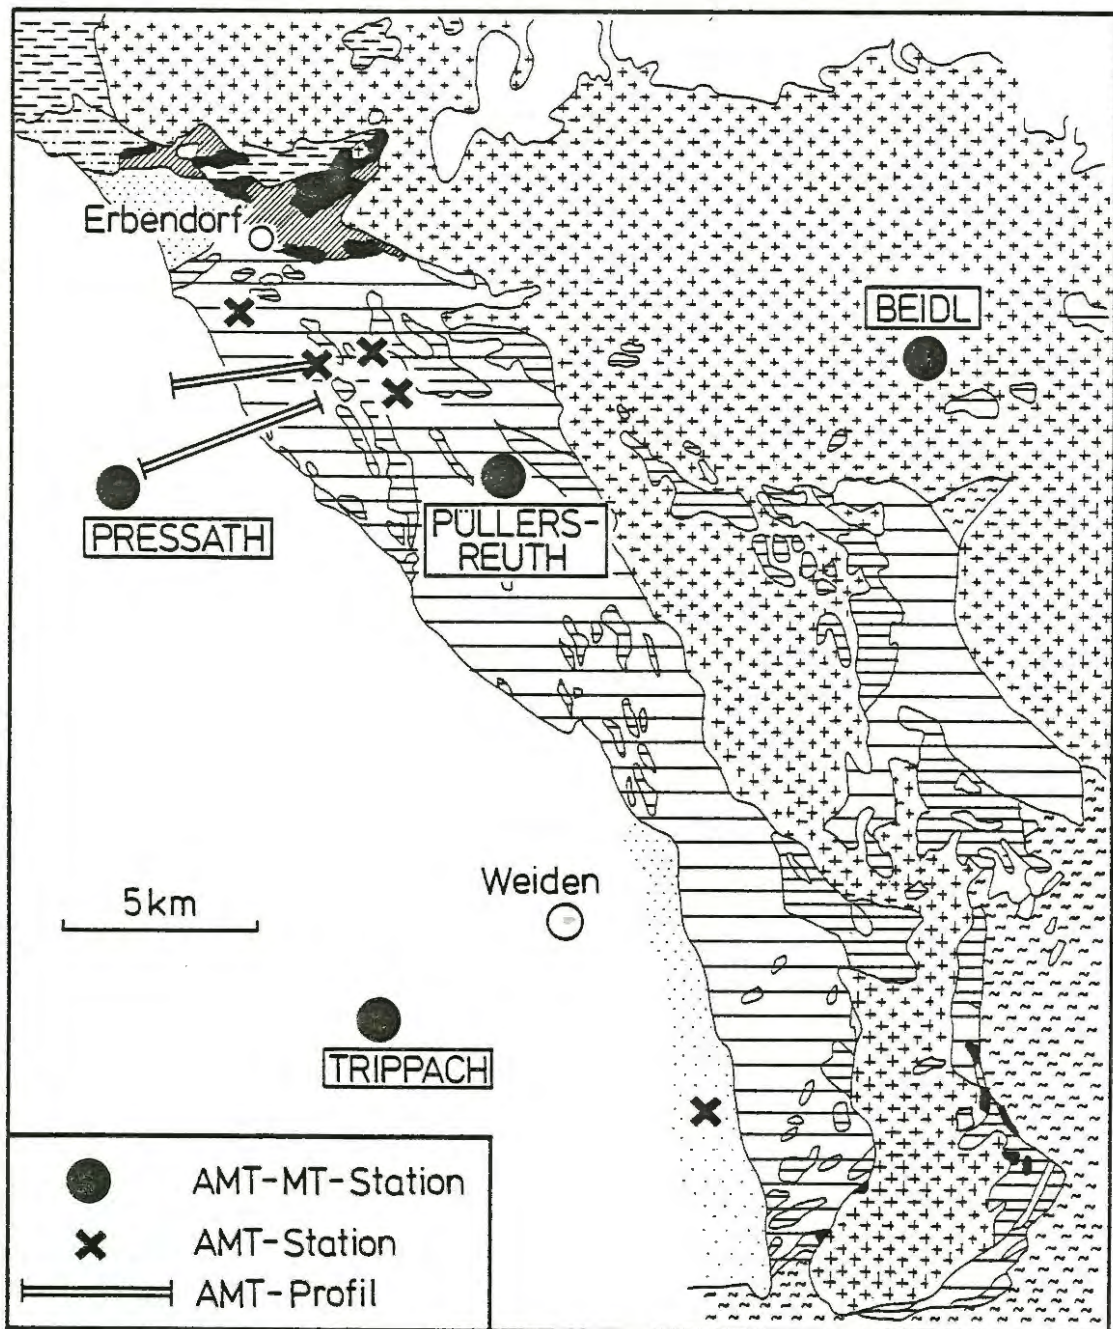 Erbendorf
BEIDL
PRESSATH
PÜLLERS-
REUTH
Weiden
5km
TRIPPACH
AMT-MT-Station
AMT-Station
AMT-Profil